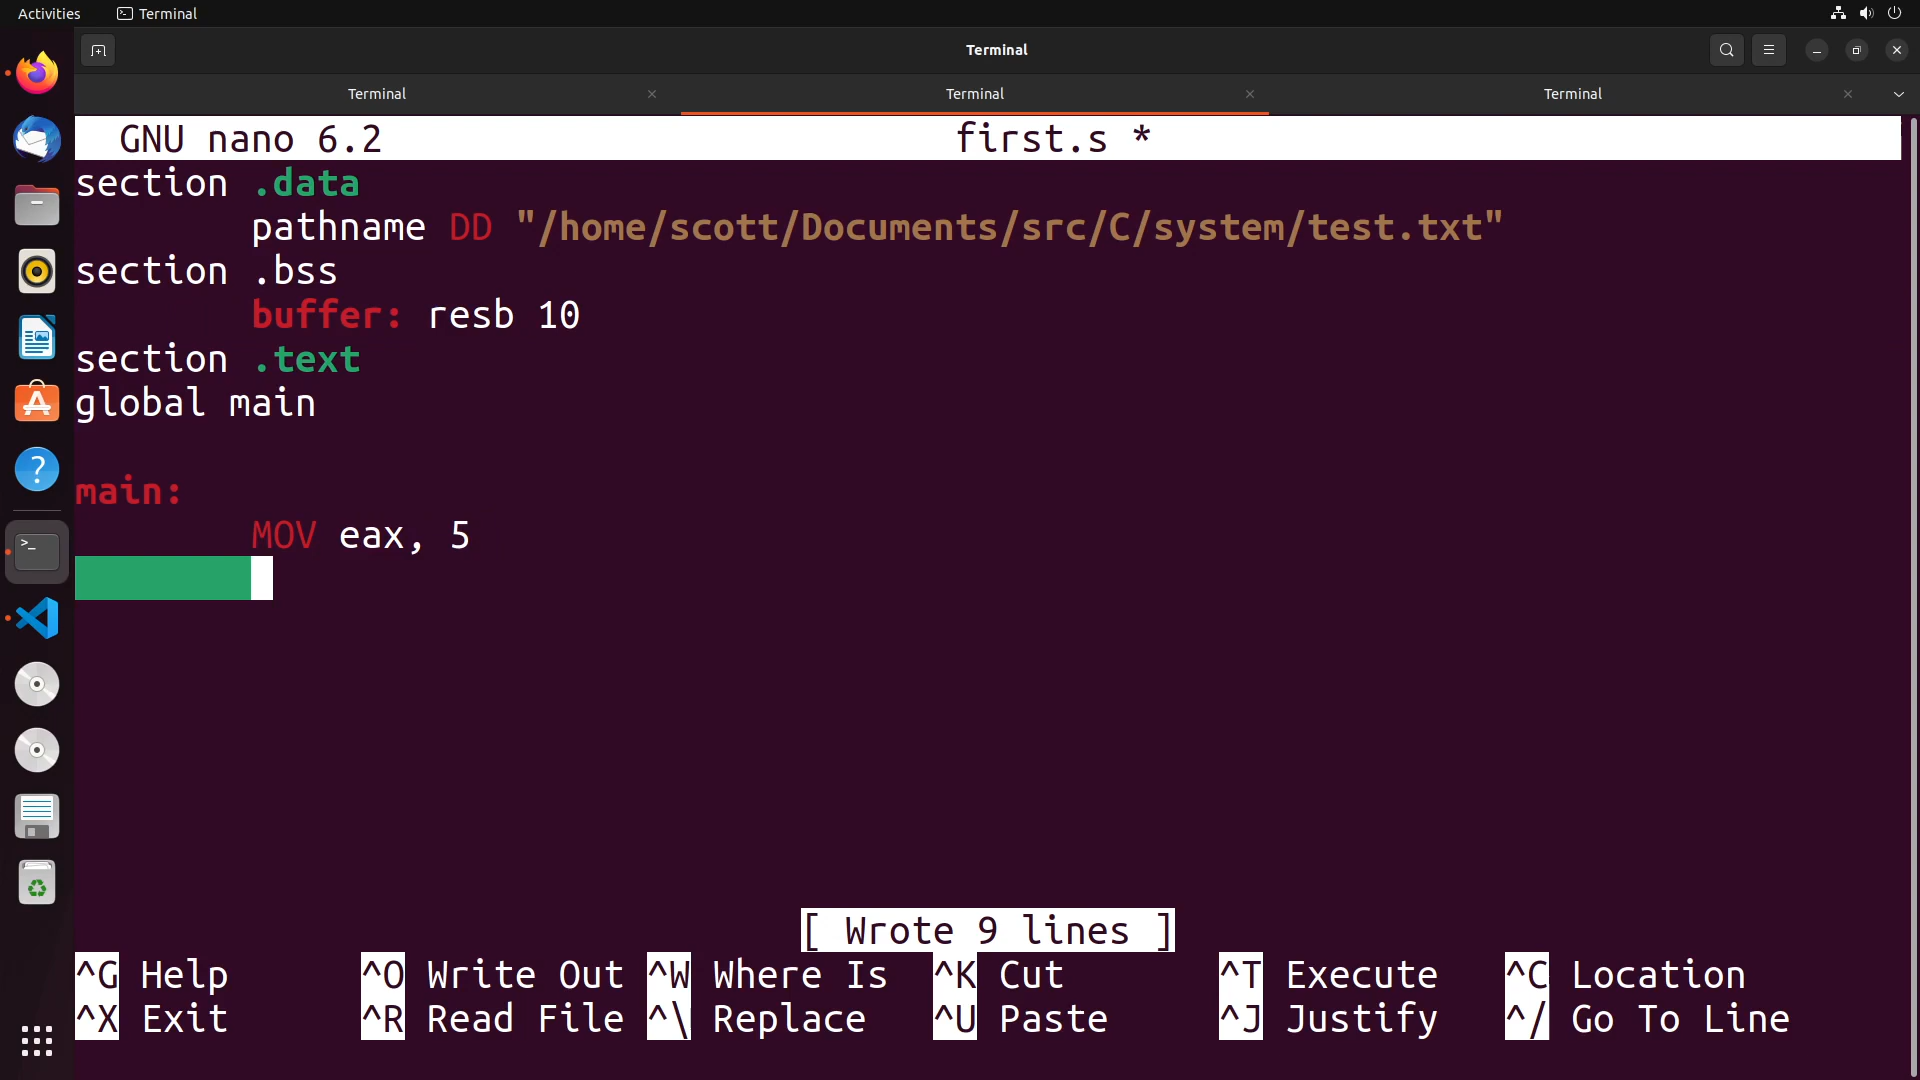 Activities Terminal
Terminal
Terminal Terminal Terminal
GNU nano 6.2 first.s *
section .data
pathname DD "/home/scott/Documents/src/C/system/test.txt"
section .bss
buffer: resb 10
section .text
global main
main:
MOV eax, 5
[ Wrote 9 lines ]
^G Help ^O Write Out ^W Where Is ^K Cut ^T Execute ^C Location
^X Exit ^R Read File ^\ Replace ^U Paste ^J Justify ^/ Go To Line